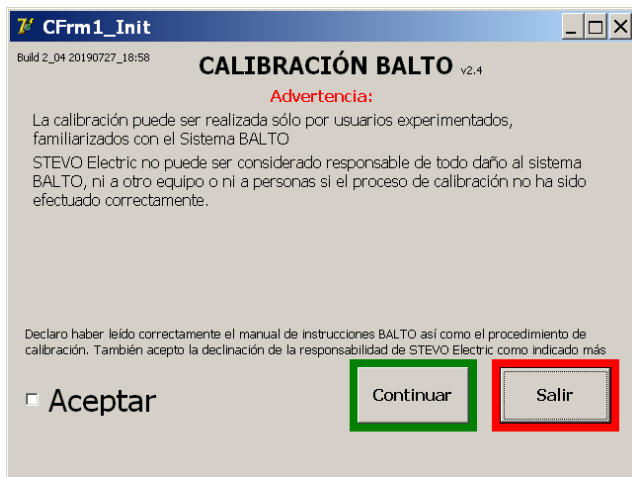 CFrm1_Init
Build 2_04 20190727_18:58
CALIBRACIÓN BALTO v2.4
Advertencia:
La calibración puede ser realizada sólo por usuarios experimentados,
familiarizados con el Sistema BALTO
STEVO Electric no puede ser considerado responsable de todo daño al sistema
BALTO, ni a otro equipo o ni a personas si el proceso de calibración no ha sido
efectuado correctamente.
Declaro haber leído correctamente el manual de instrucciones BALTO así como el procedimiento de
calibración. También acepto la declinación de la responsabilidad de STEVO Electric como indicado más
Aceptar
Continuar
Salir